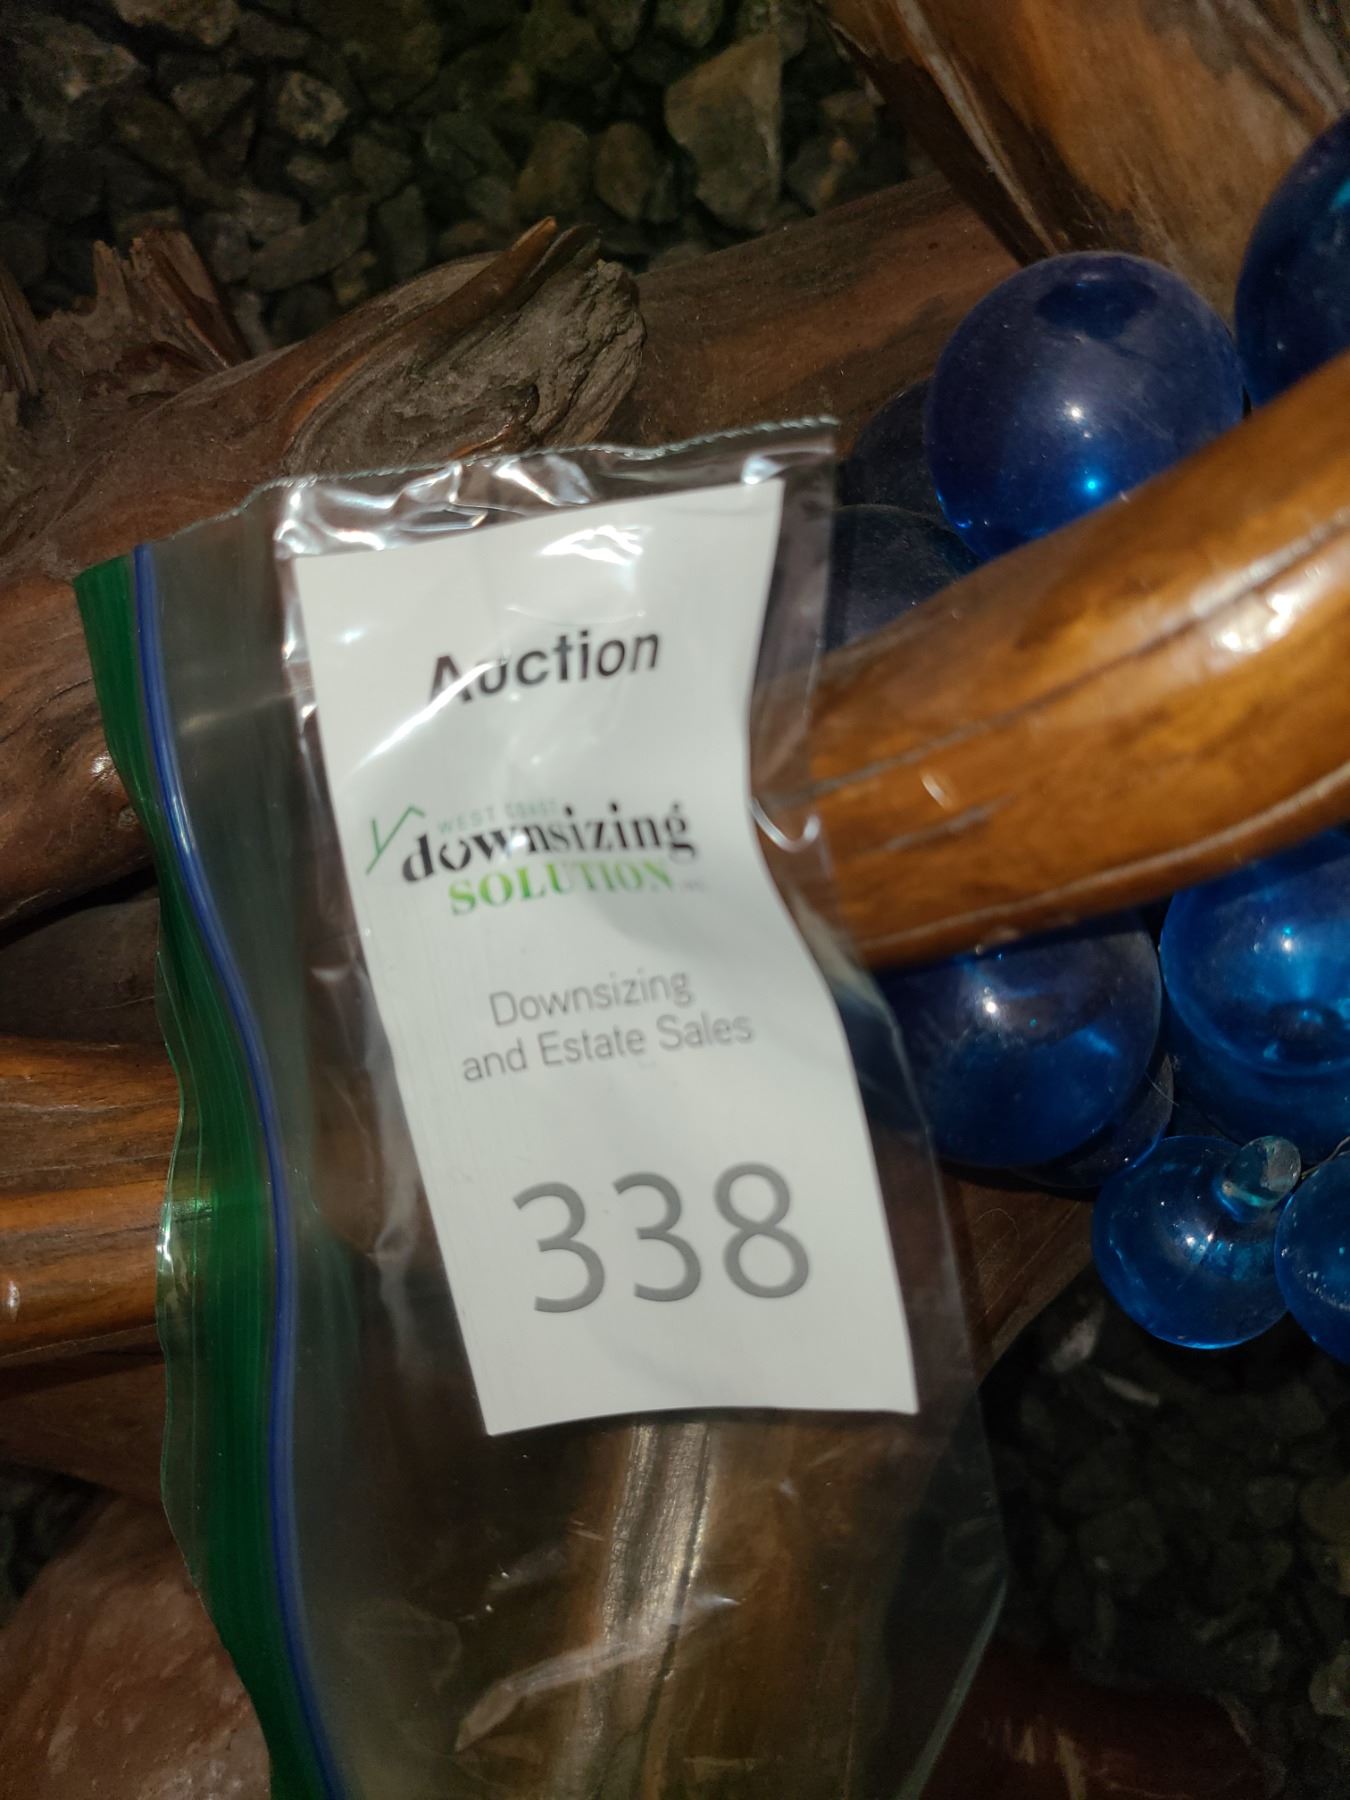 Auction
WEST COAST
downsizing
SOLUTION
Downsizing
and Estate Sales
338